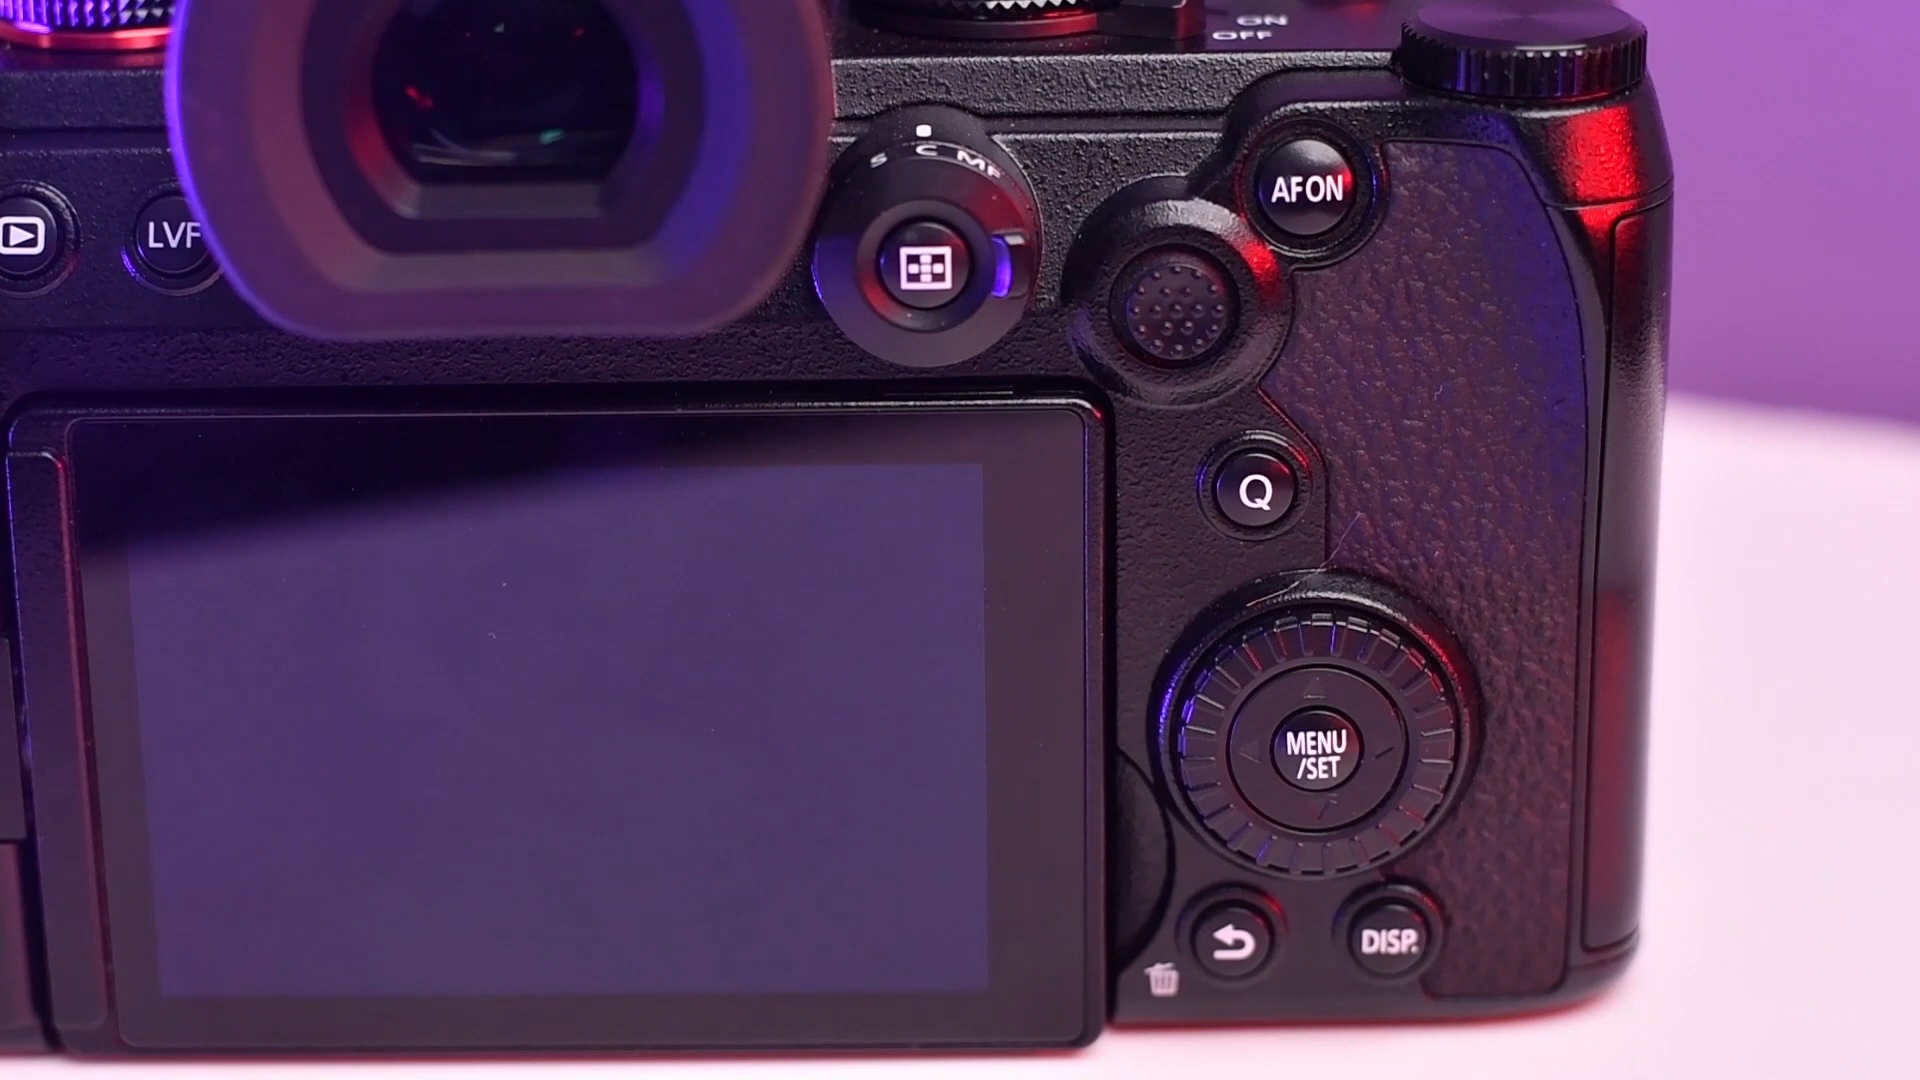 ON
OFF
S C MF
AF ON
LVF
Q
MENU
/SET
DISP.